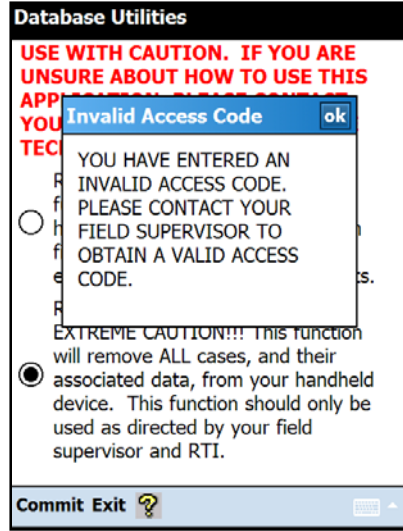 Database Utilities
USE WITH CAUTION. IF YOU ARE
UNSURE ABOUT HOW TO USE THIS
Invalid Access Code ok
YOU HAVE ENTERED AN
INVALID ACCESS CODE.
PLEASE CONTACT YOUR
FIELD SUPERVISOR TO
OBTAIN A VALID ACCESS
CODE.
EXTREME CAUTION!!! This function
will remove ALL cases, and their
associated data, from your handheld
device. This function should only be
used as directed by your field
supervisor and RTI.
Commit Exit